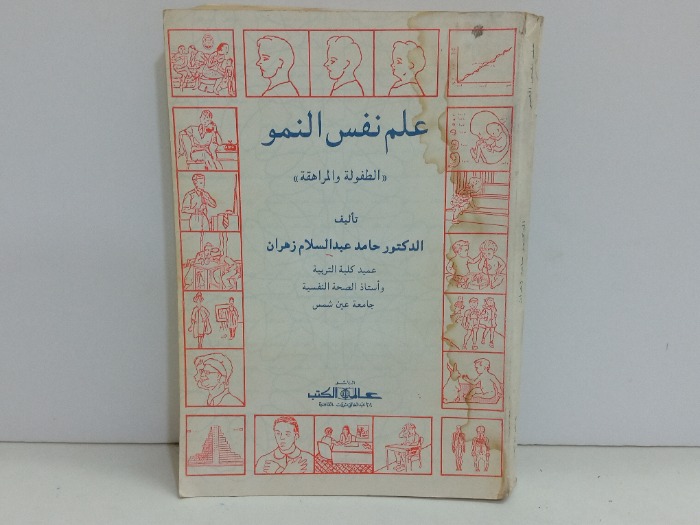 علم نفس النمو
«الطفولة والمراهقة»
تأليف
الدكتور حامد عبدالسلام زهران
عميد كلية التربية
وأستاذ الصحة النفسية
جامعة عين شمس
الناشر
عالم الكتب